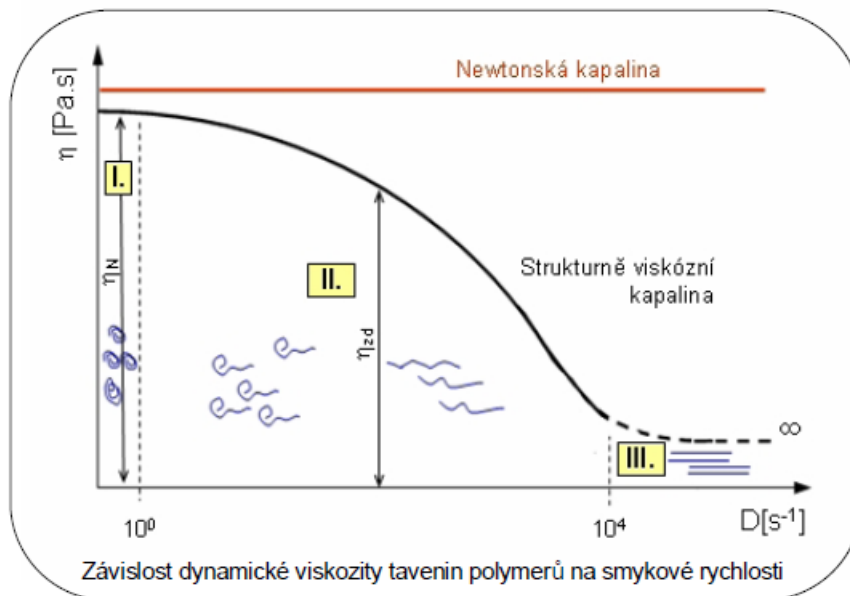 Newtonská kapalina
η [Pa.s]
I.
ηN
II.
ηzd
Strukturně viskózní
kapalina
∞
III.
10⁰
10⁴
D[s⁻¹]
Závislost dynamické viskozity tavenin polymerů na smykové rychlosti